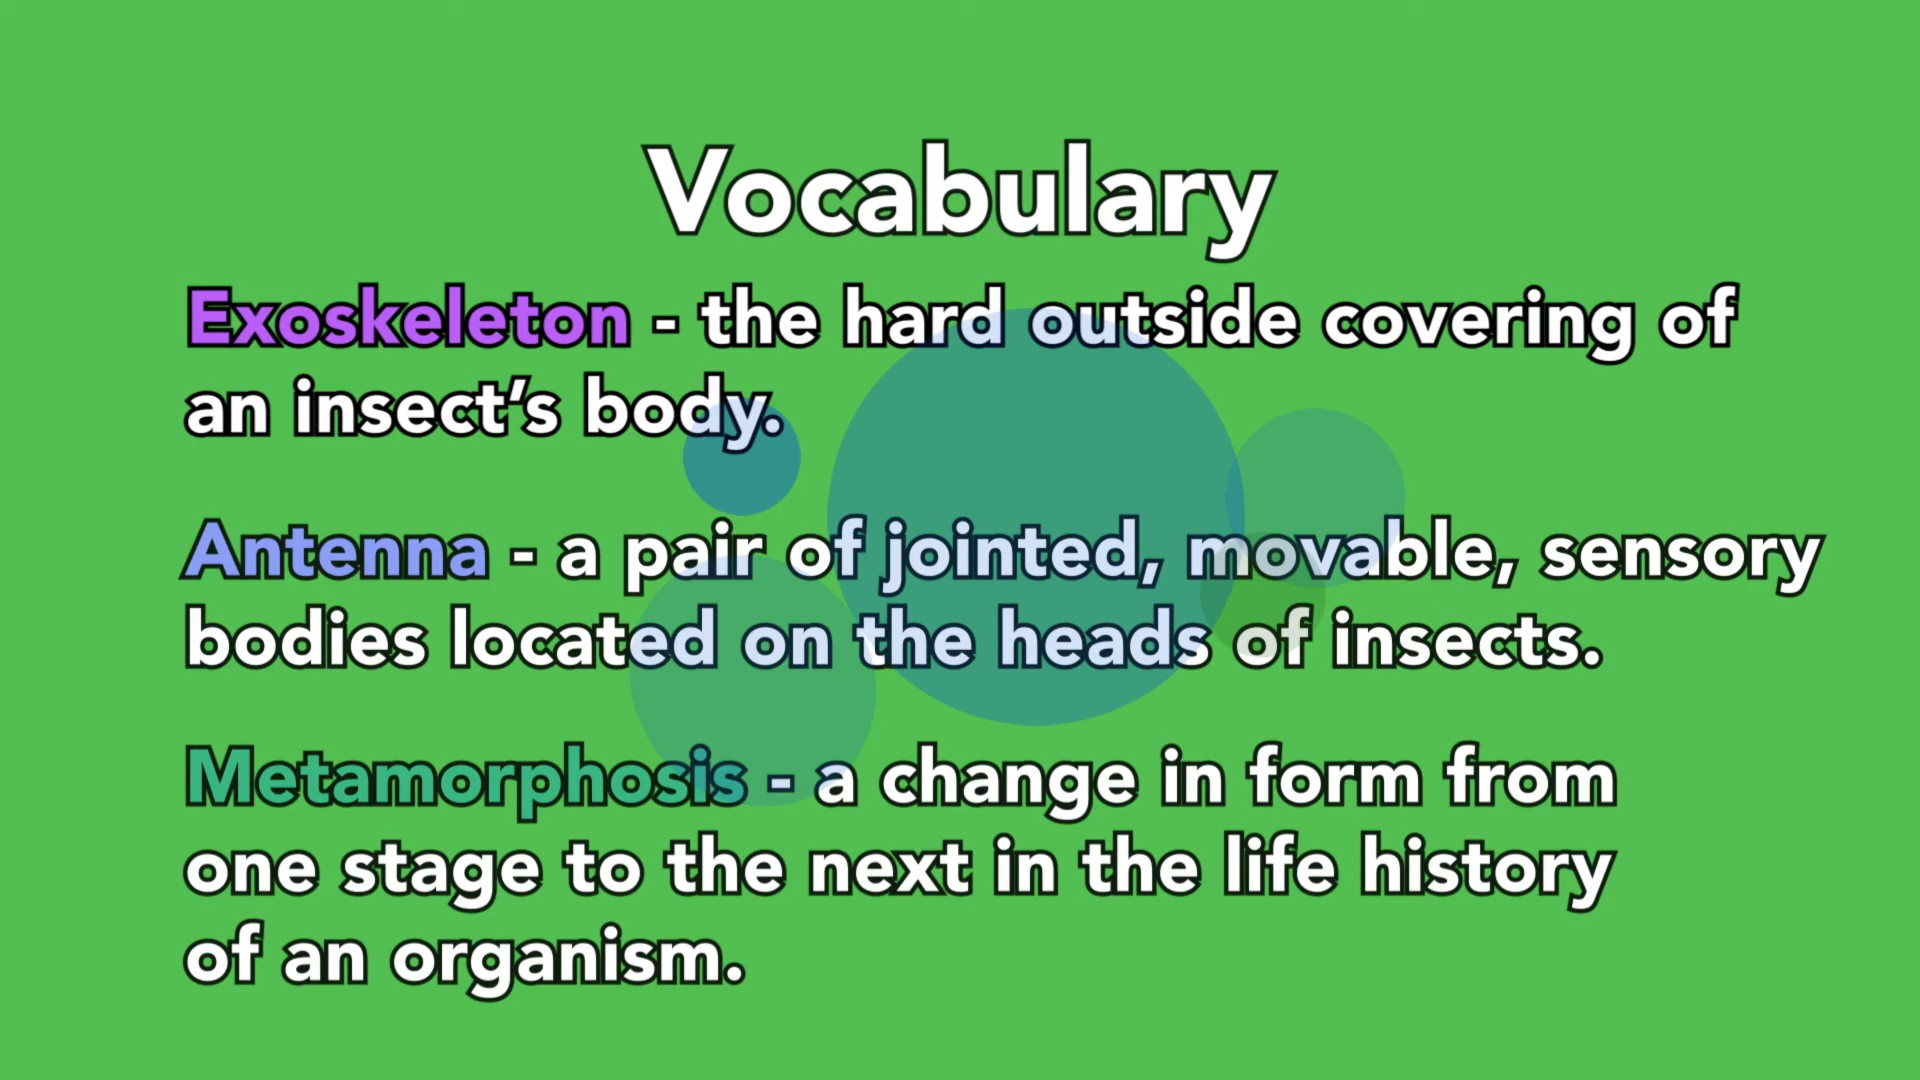 Vocabulary
Exoskeleton - the hard outside covering of
an insect’s body.
Antenna - a pair of jointed, movable, sensory
bodies located on the heads of insects.
Metamorphosis - a change in form from
one stage to the next in the life history
of an organism.